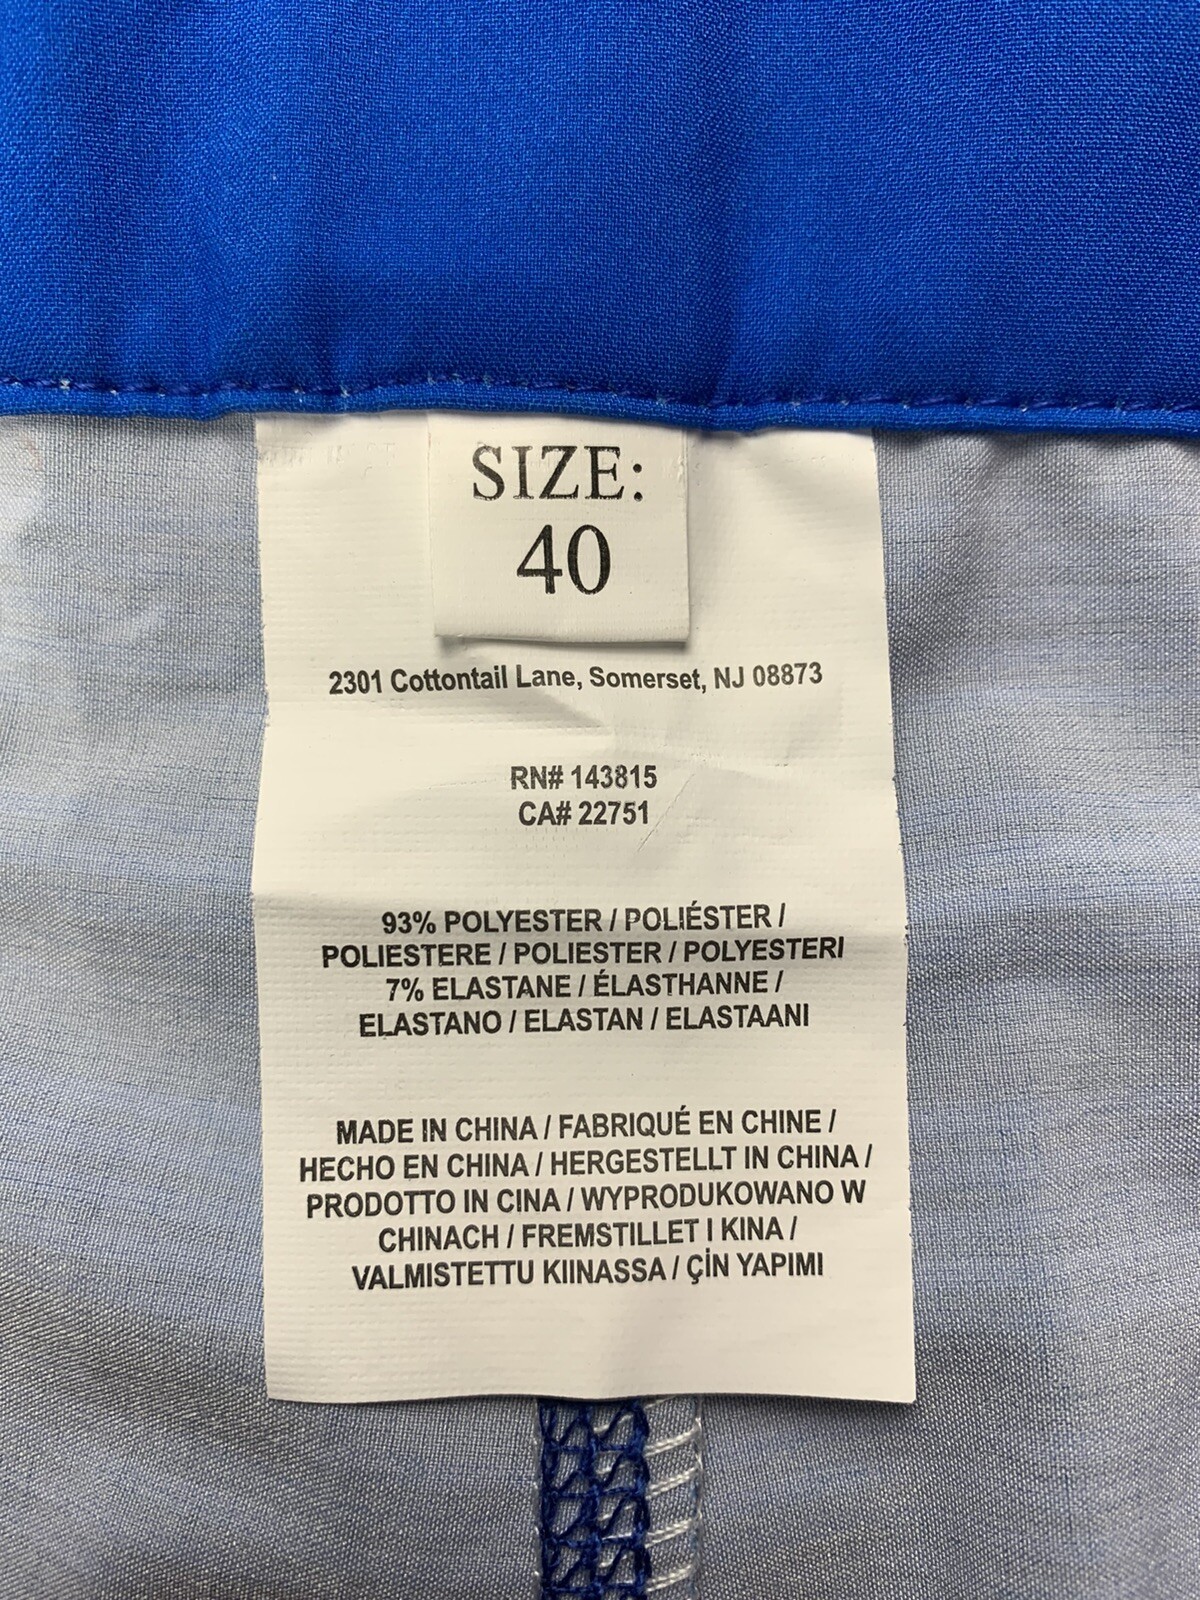 SIZE:
40
2301 Cottontail Lane, Somerset, NJ 08873
RN# 143815
CA# 22751
93% POLYESTER / POLIÉSTER /
POLIESTERE / POLIESTER / POLYESTERI
7% ELASTANE / ÉLASTHANNE /
ELASTANO / ELASTAN / ELASTAANI
MADE IN CHINA / FABRIQUÉ EN CHINE /
HECHO EN CHINA / HERGESTELLT IN CHINA /
PRODOTTO IN CINA / WYPRODUKOWANO W
CHINACH / FREMSTILLET I KINA /
VALMISTETTU KIINASSA / ÇİN YAPIMI